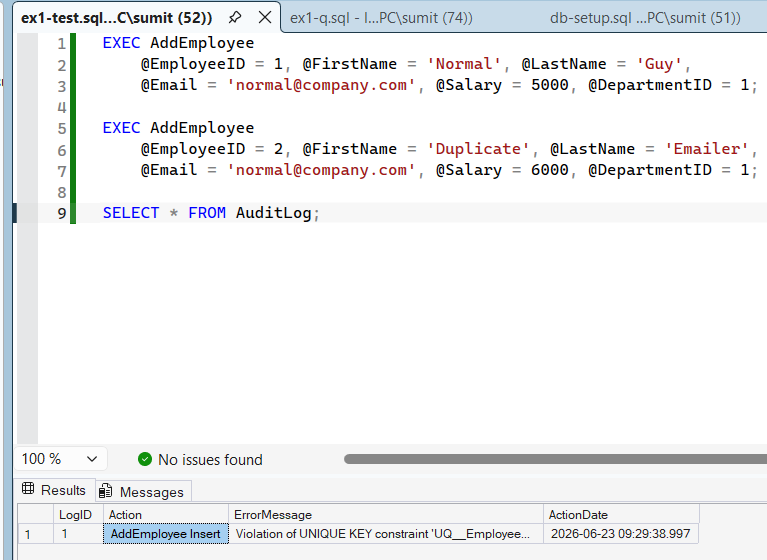 ex1-test.sql...C\sumit (52))
ex1-q.sql - l...PC\sumit (74))
db-setup.sql ...PC\sumit (51))
1 EXEC AddEmployee
2 @EmployeeID = 1, @FirstName = 'Normal', @LastName = 'Guy',
3 @Email = 'normal@company.com', @Salary = 5000, @DepartmentID = 1;
4
5 EXEC AddEmployee
6 @EmployeeID = 2, @FirstName = 'Duplicate', @LastName = 'Emailer',
7 @Email = 'normal@company.com', @Salary = 6000, @DepartmentID = 1;
8
9 SELECT * FROM AuditLog;
100 %
No issues found
Results
Messages
LogID Action ErrorMessage ActionDate
1 1 AddEmployee Insert Violation of UNIQUE KEY constraint 'UQ__Employee... 2026-06-23 09:29:38.997